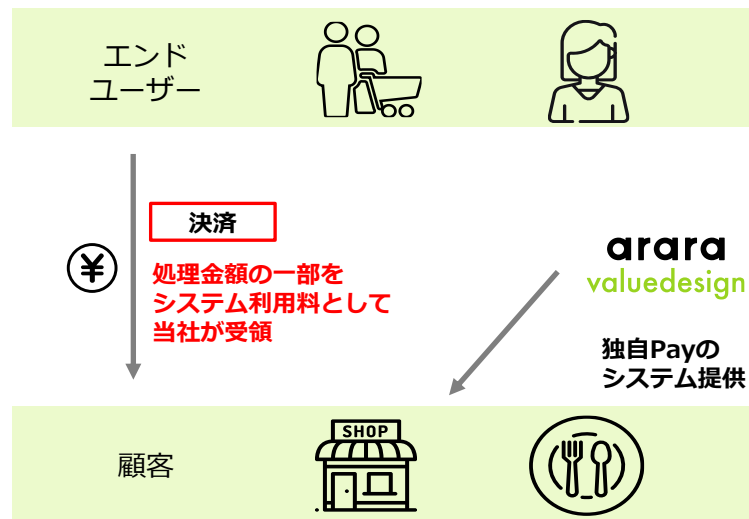 エンド
ユーザー
決済
¥
処理金額の一部を
システム利用料として
当社が受領
arara
valuedesign
独自Payの
システム提供
顧客
SHOP